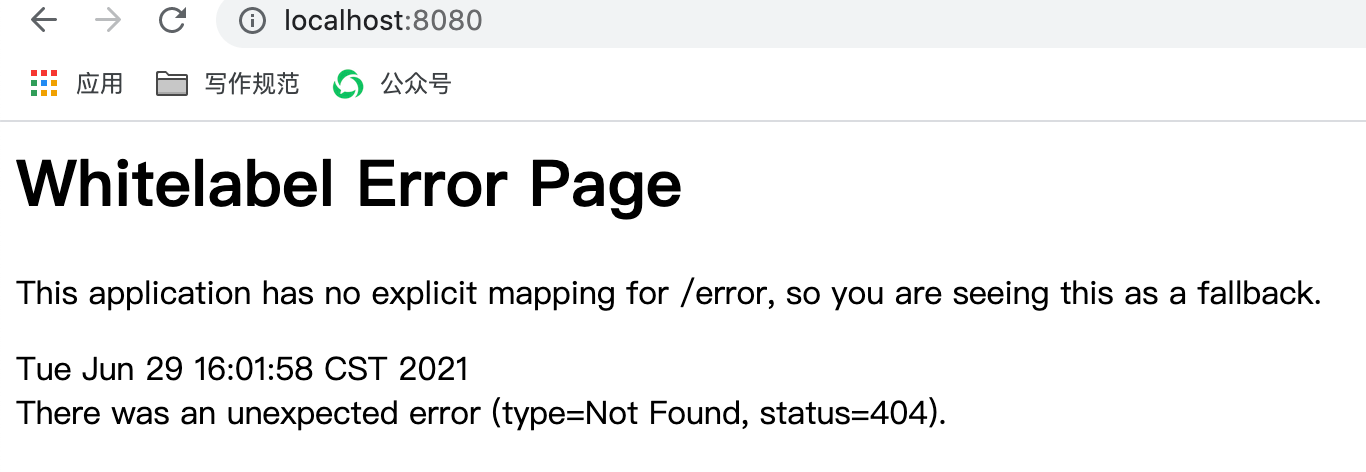 localhost:8080
应用 写作规范 公众号
Whitelabel Error Page
This application has no explicit mapping for /error, so you are seeing this as a fallback.
Tue Jun 29 16:01:58 CST 2021
There was an unexpected error (type=Not Found, status=404).